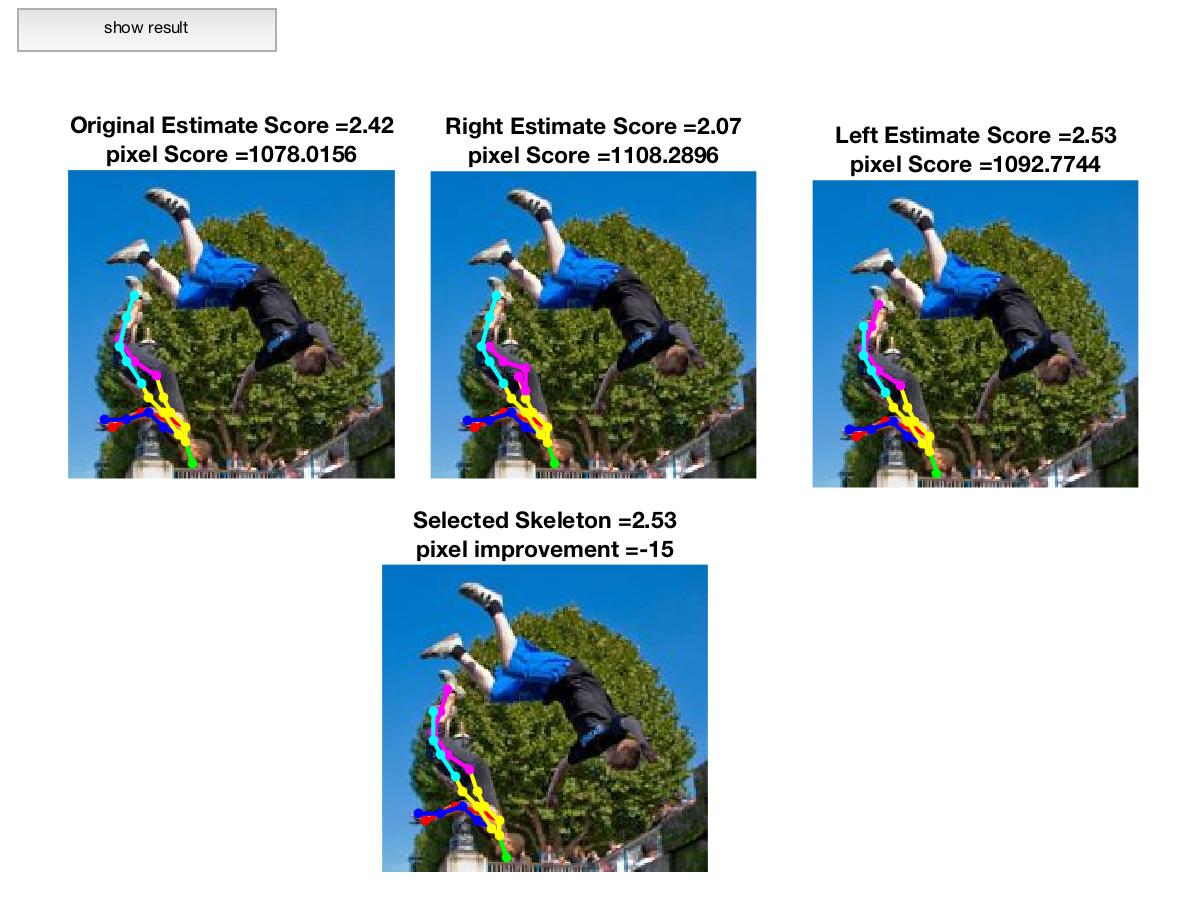 show result
Original Estimate Score =2.42
pixel Score =1078.0156
Right Estimate Score =2.07
pixel Score =1108.2896
Left Estimate Score =2.53
pixel Score =1092.7744
Selected Skeleton =2.53
pixel improvement =-15